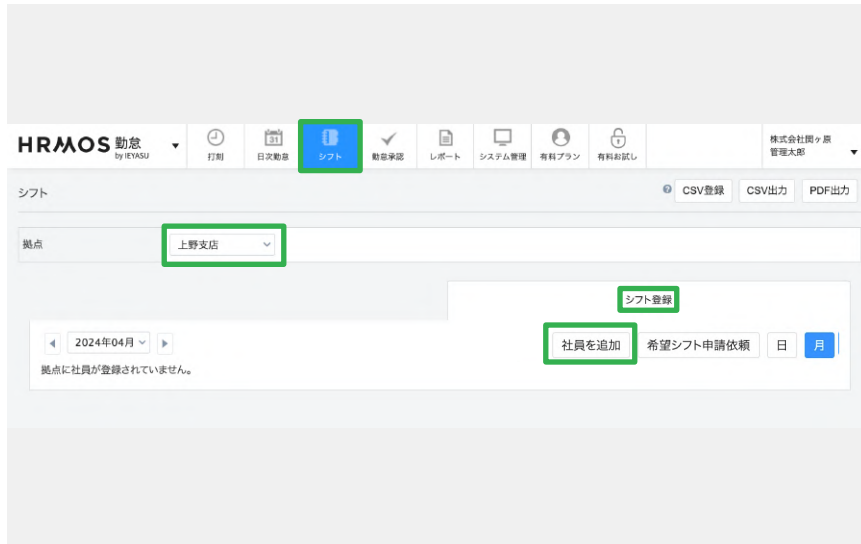 HRMOS 勤怠
by IEYASU
31
打刻
日次勤怠
シフト
勤怠承認
レポート
システム管理
有料プラン
有料お試し
株式会社関ヶ原
管理太郎
シフト
CSV登録
CSV出力
PDF出力
拠点
上野支店
シフト登録
2024年04月
社員を追加
希望シフト申請依頼
日
月
拠点に社員が登録されていません。